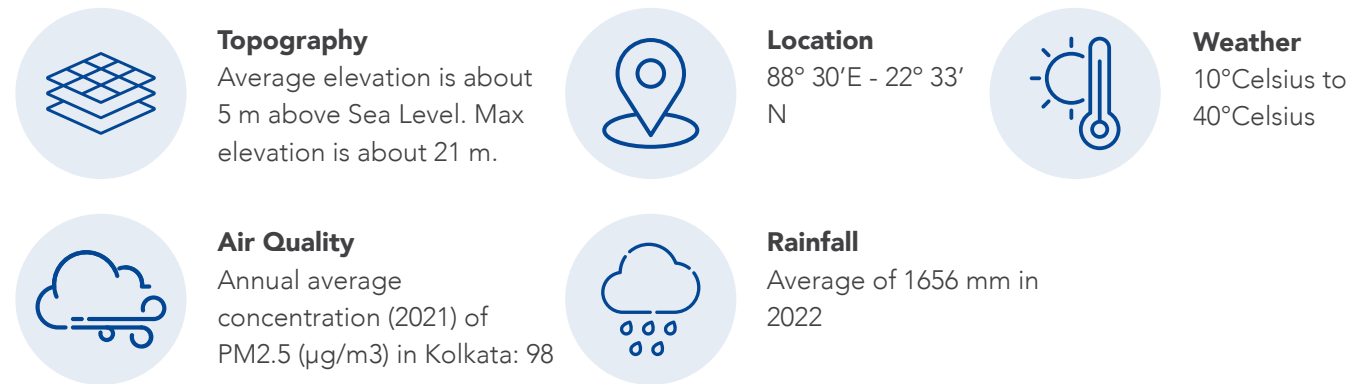 Topography
Average elevation is about
5 m above Sea Level. Max
elevation is about 21 m.
Location
88° 30’E - 22° 33’
N
Weather
10°Celsius to
40°Celsius
Air Quality
Annual average
concentration (2021) of
PM2.5 (µg/m3) in Kolkata: 98
Rainfall
Average of 1656 mm in
2022